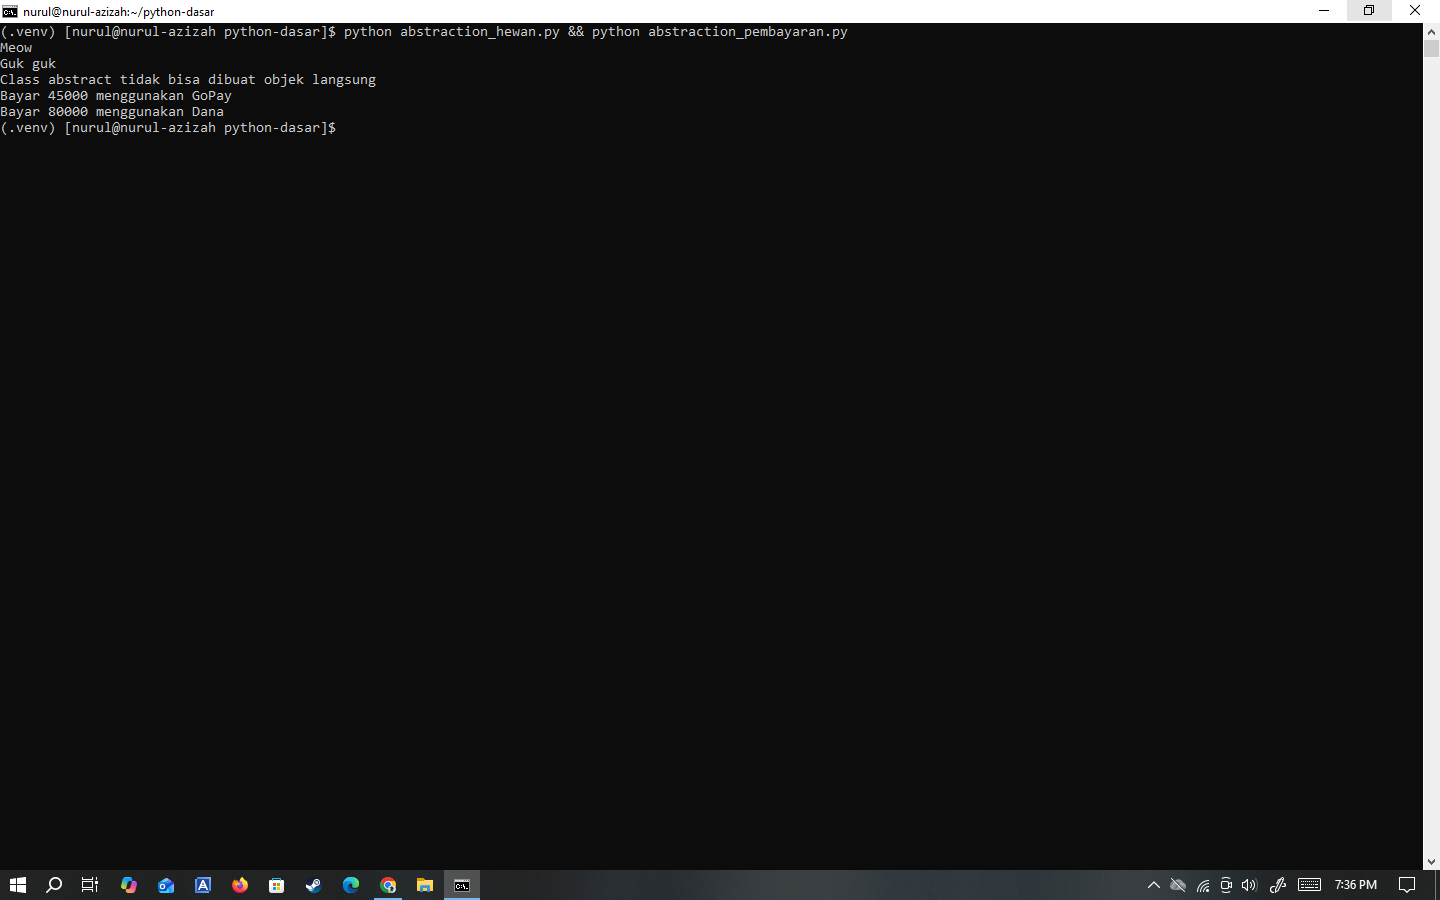 nurul@nurul-azizah:~/python-dasar
(.venv) [nurul@nurul-azizah python-dasar]$ python abstraction_hewan.py && python abstraction_pembayaran.py
Meow
Guk guk
Class abstract tidak bisa dibuat objek langsung
Bayar 45000 menggunakan GoPay
Bayar 80000 menggunakan Dana
(.venv) [nurul@nurul-azizah python-dasar]$
7:36 PM